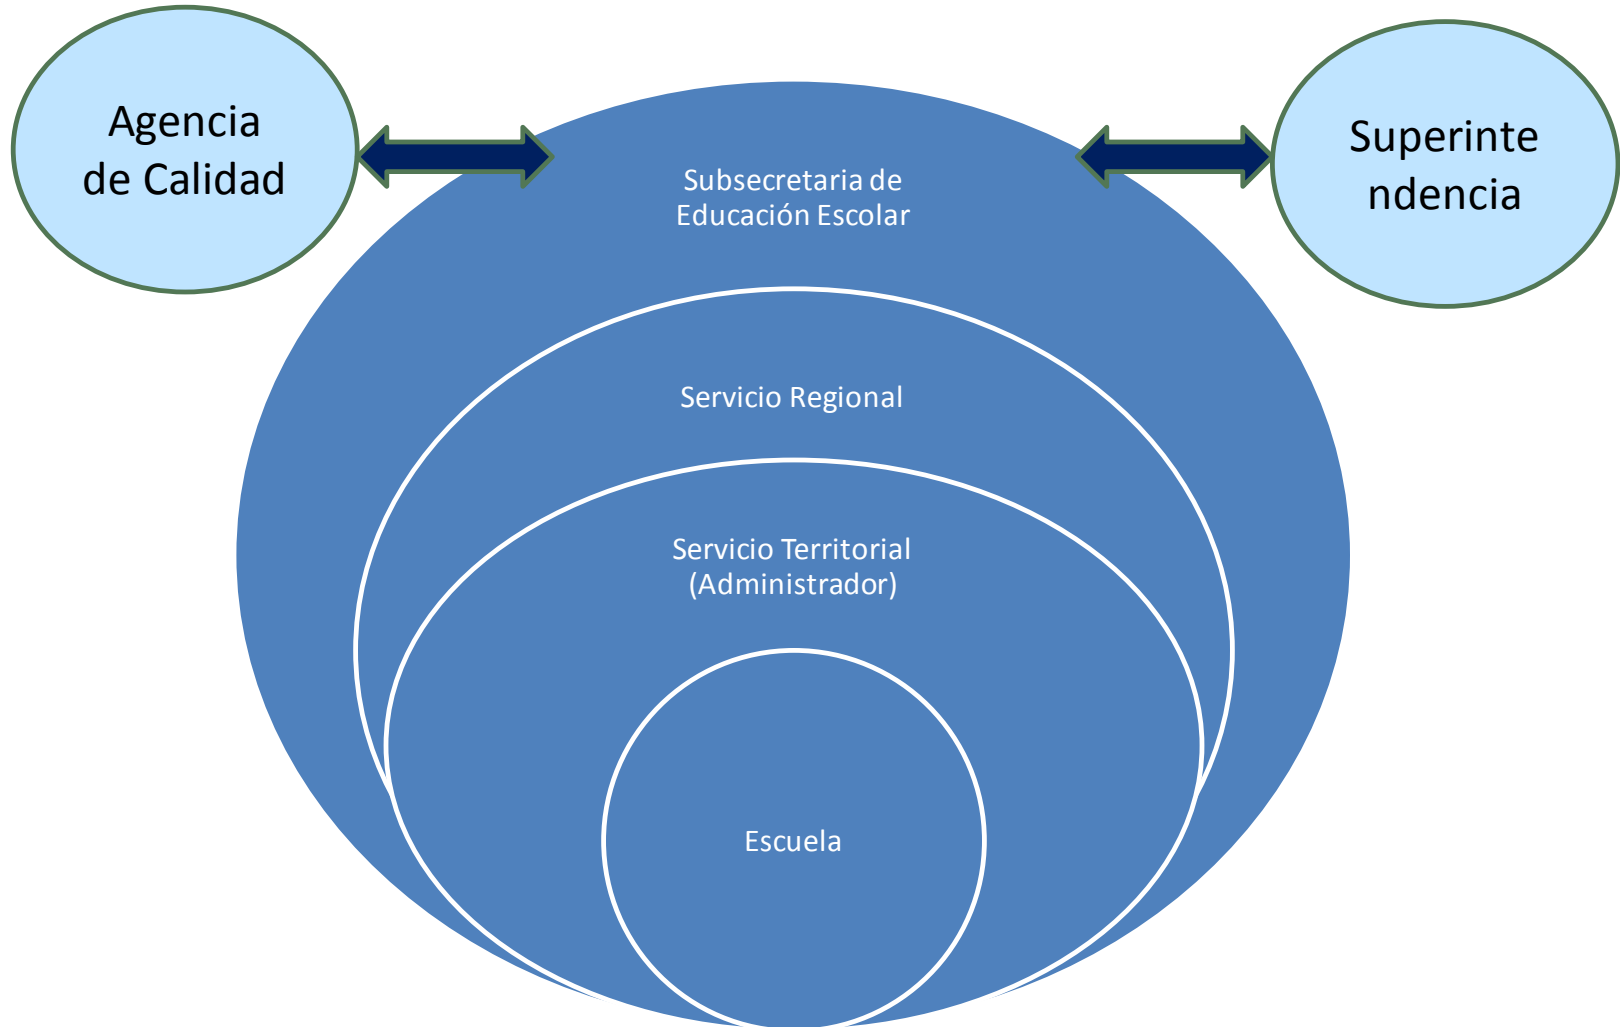 Agencia
de Calidad
Superinte
ndencia
Subsecretaria de
Educación Escolar
Servicio Regional
Servicio Territorial
(Administrador)
Escuela